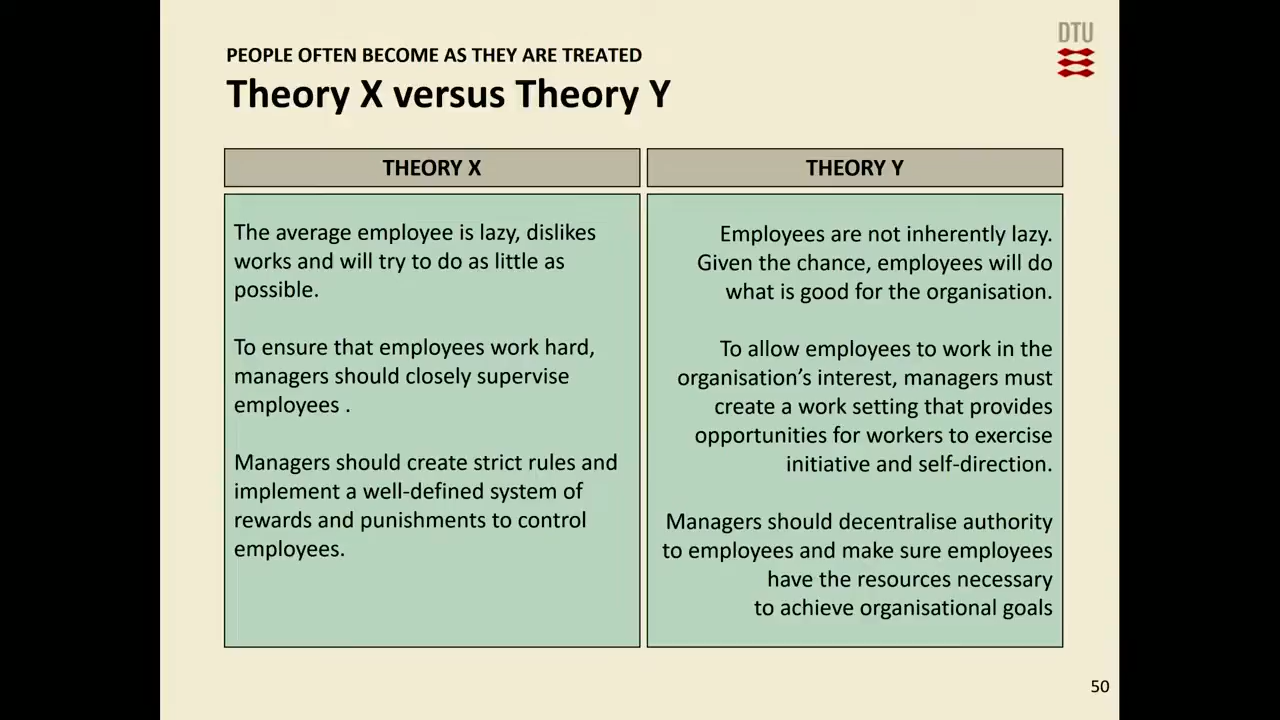 PEOPLE OFTEN BECOME AS THEY ARE TREATED
Theory X versus Theory Y
DTU
THEORY X
The average employee is lazy, dislikes
works and will try to do as little as
possible.
To ensure that employees work hard,
managers should closely supervise
employees .
Managers should create strict rules and
implement a well-defined system of
rewards and punishments to control
employees.
THEORY Y
Employees are not inherently lazy.
Given the chance, employees will do
what is good for the organisation.
To allow employees to work in the
organisation’s interest, managers must
create a work setting that provides
opportunities for workers to exercise
initiative and self-direction.
Managers should decentralise authority
to employees and make sure employees
have the resources necessary
to achieve organisational goals
50